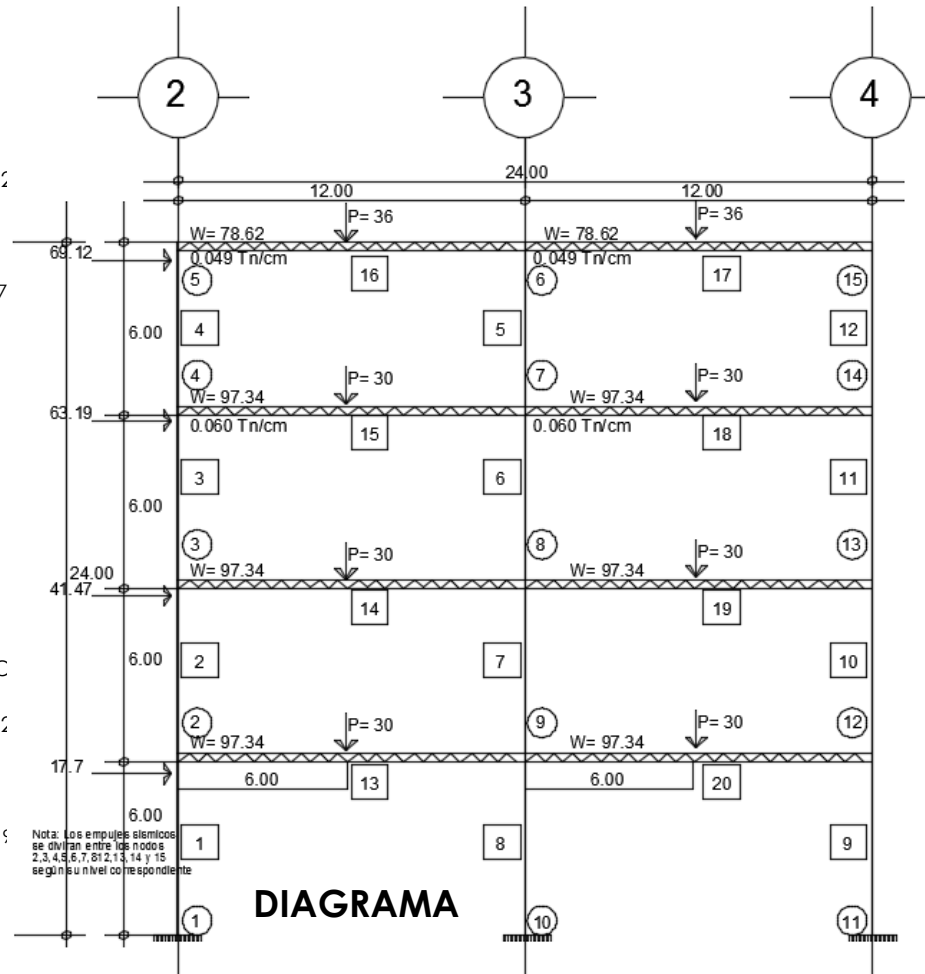 2 3 4
24.00
12.00 12.00
P= 36 P= 36
W= 78.62 W= 78.62
69.12 0.049 Tn/cm 0.049 Tn/cm
5 16 6 17 15
6.00 4 5 12
4 P= 30 7 P= 30 14
W= 97.34 W= 97.34
63.19 0.060 Tn/cm 0.060 Tn/cm
15 18
3 6 11
6.00
3 P= 30 8 P= 30 13
24.00 W= 97.34 W= 97.34
41.47
14 19
6.00 2 7 10
2 P= 30 9 P= 30 12
W= 97.34 W= 97.34
17.7
6.00 13 6.00 20
6.00
Nota: Los empujes sismicos
se diviran entre los nodos
2,3,4,5,6,7,812,13,14 y 15
según su nivel correspondiente
1 8 9
DIAGRAMA
1 10 11